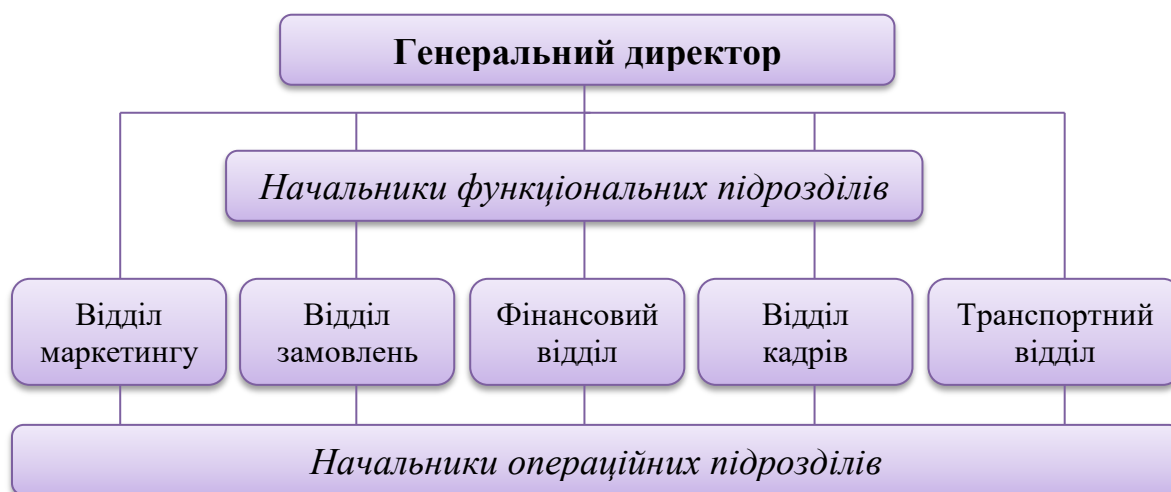 Генеральний директор
Начальники функціональних підрозділів
Відділ
маркетингу
Відділ
замовлень
Фінансовий
відділ
Відділ
кадрів
Транспортний
відділ
Начальники операційних підрозділів